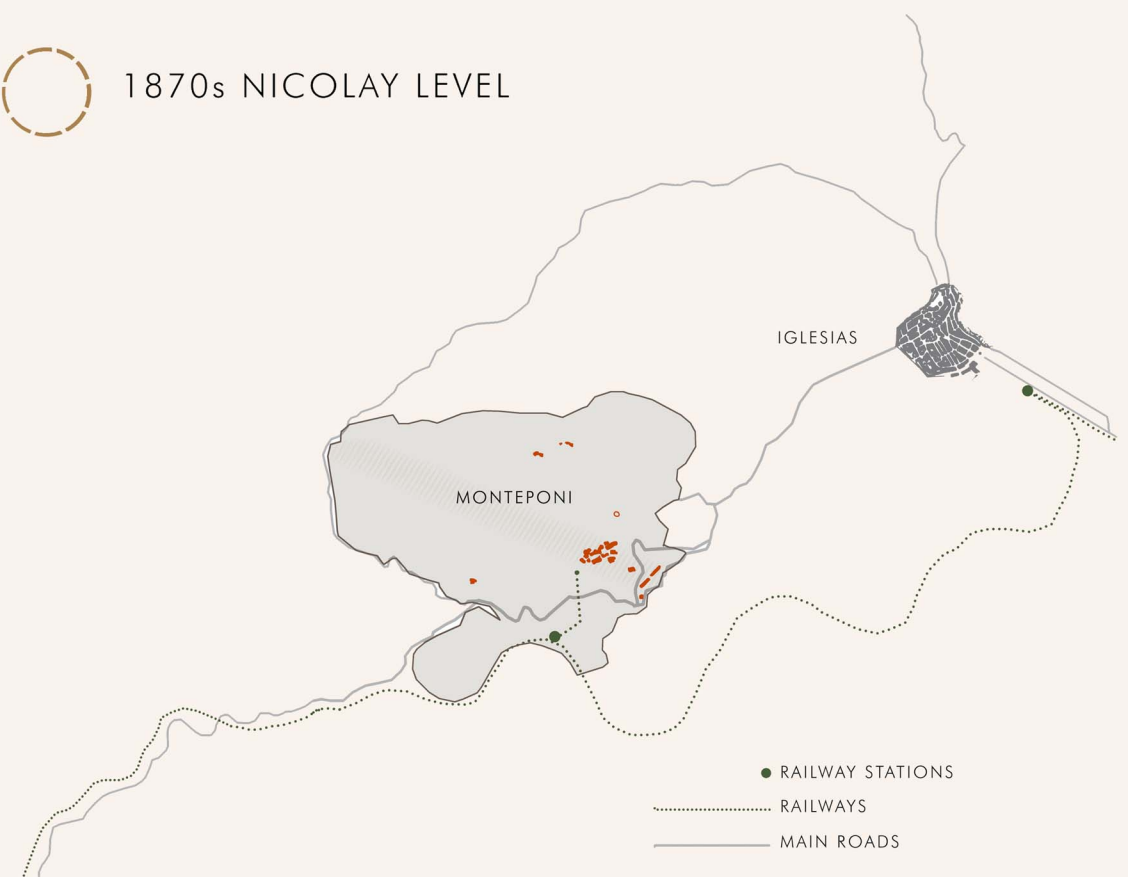 1870s NICOLAY LEVEL
IGLESIAS
MONTEPONI
RAILWAY STATIONS
RAILWAYS
MAIN ROADS